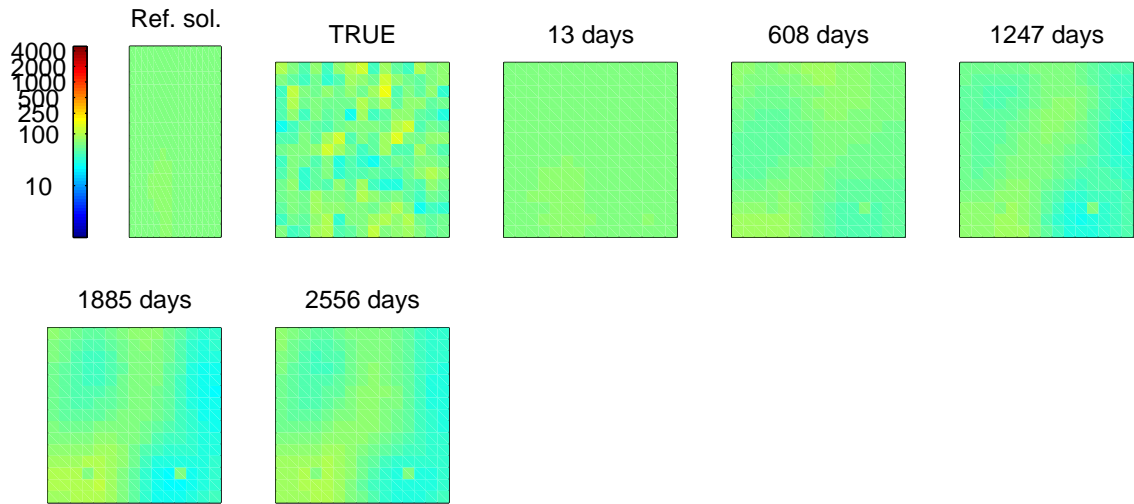 Ref. sol.
TRUE
13 days
608 days
1247 days
4000
2000
1000
500
250
100
10
1885 days
2556 days